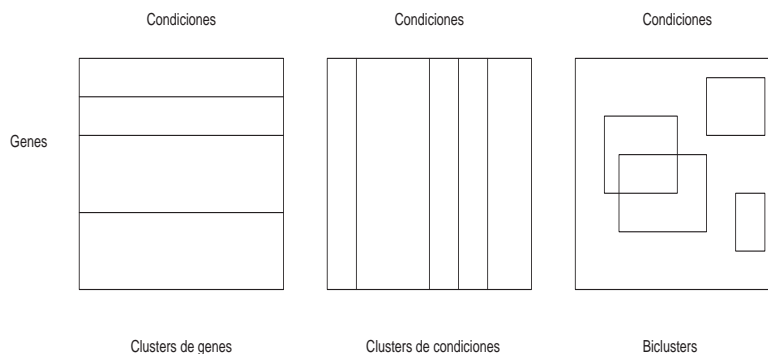 Condiciones
Condiciones
Condiciones
Genes
Clusters de genes
Clusters de condiciones
Biclusters